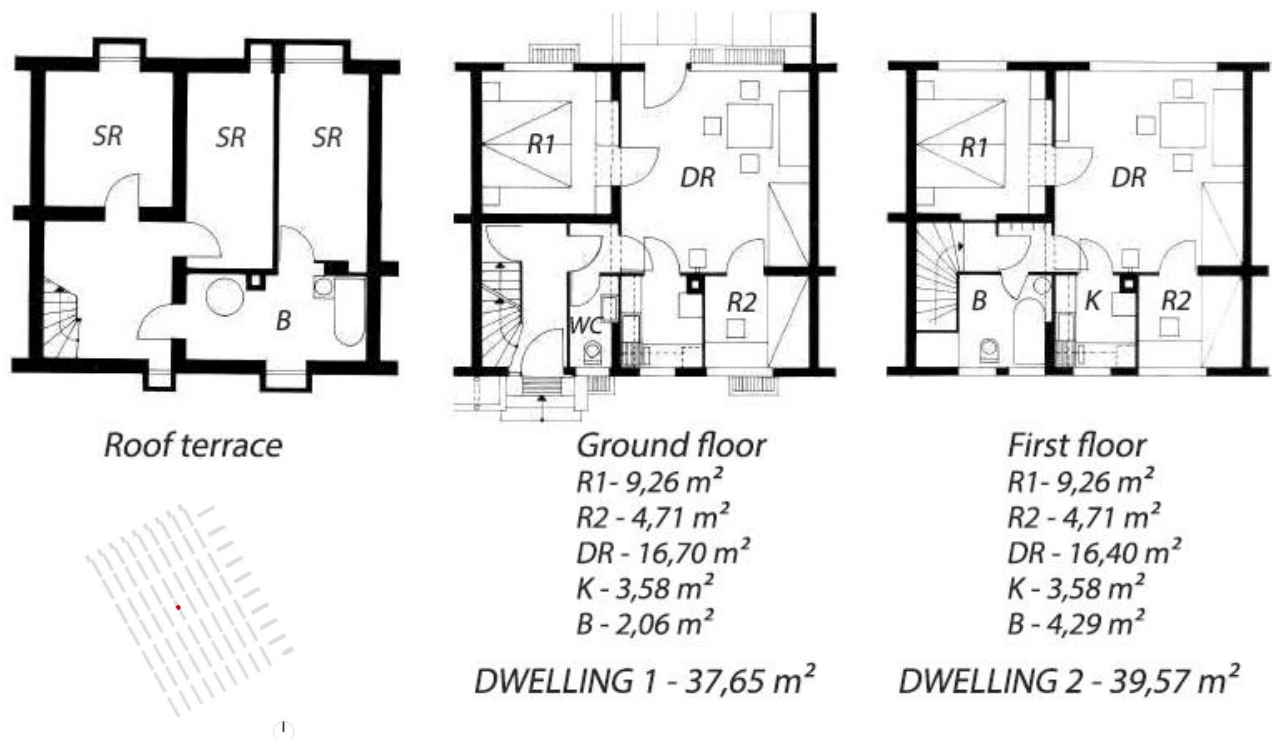 SR
SR
SR
B
R1
DR
WC
R2
R1
DR
B
K
R2
Roof terrace
Ground floor
R1- 9,26 m²
R2 - 4,71 m²
DR - 16,70 m²
K - 3,58 m²
B - 2,06 m²
DWELLING 1 - 37,65 m²
First floor
R1- 9,26 m²
R2 - 4,71 m²
DR - 16,40 m²
K - 3,58 m²
B - 4,29 m²
DWELLING 2 - 39,57 m²